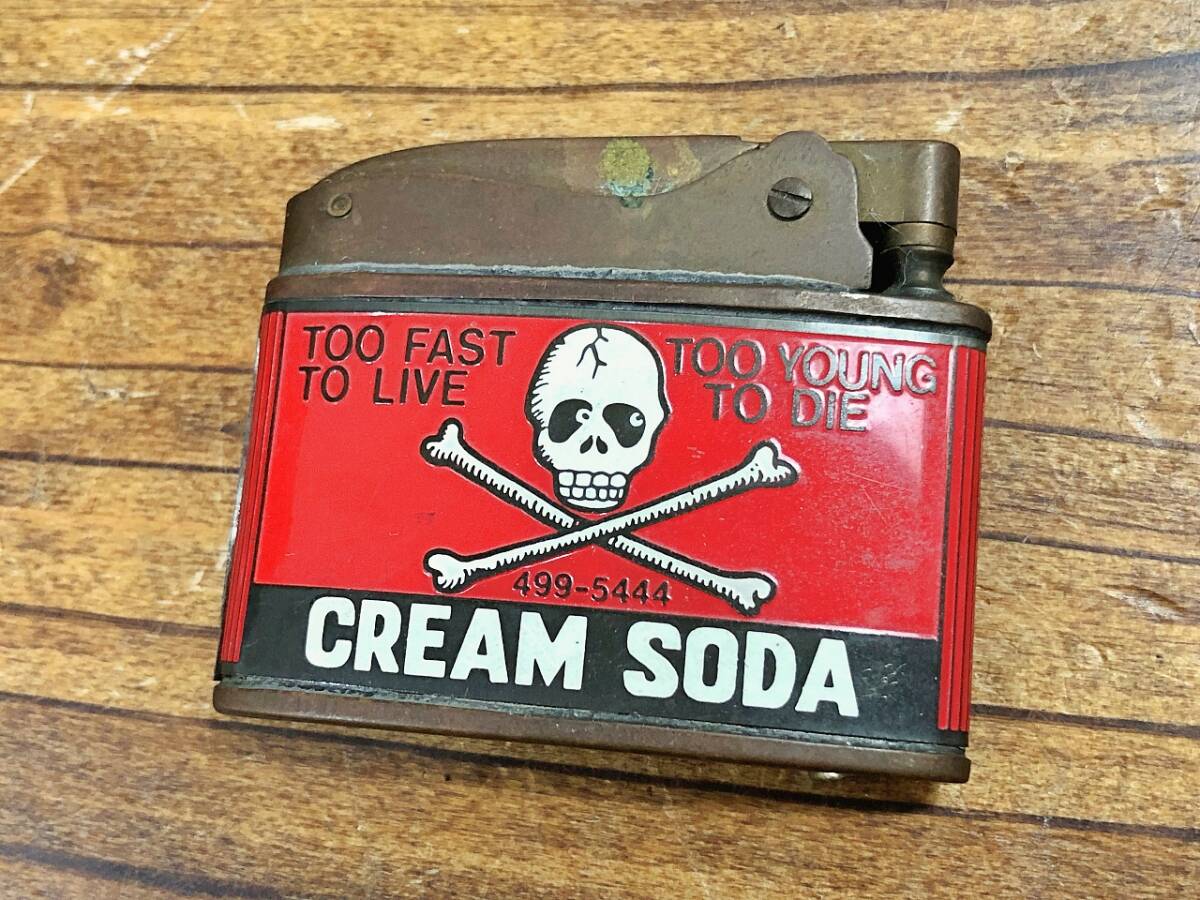 TOO FAST
TO LIVE
TOO YOUNG
TO DIE
499-5444
CREAM SODA